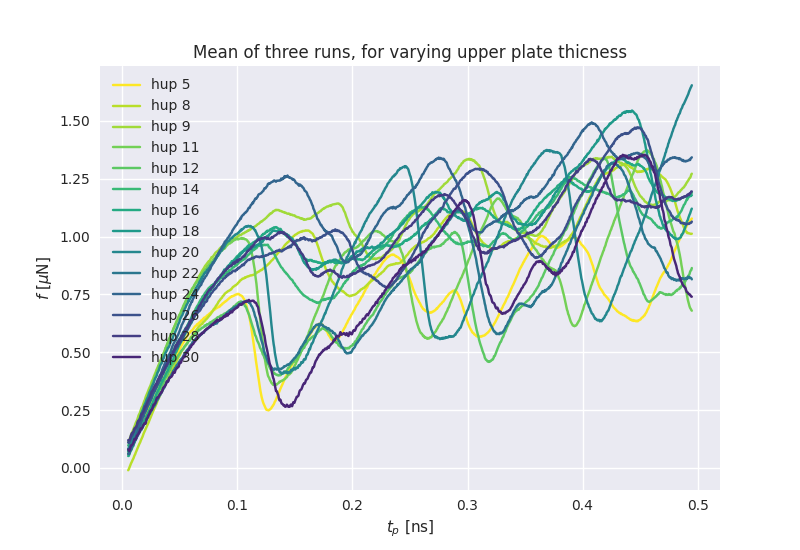 Mean of three runs, for varying upper plate thicness
hup 5
hup 8
hup 9
hup 11
hup 12
hup 14
hup 16
hup 18
hup 20
hup 22
hup 24
hup 26
hup 28
hup 30
1.50
1.25
1.00
0.75
0.50
0.25
0.00
f [μN]
0.0 0.1 0.2 0.3 0.4 0.5
t_p [ns]